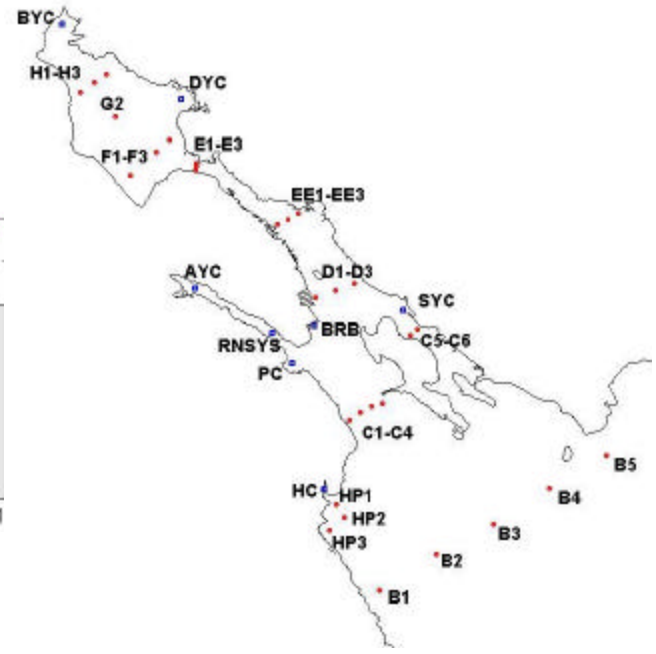 BYC
H1-H3
DYC
G2
E1-E3
F1-F3
EE1-EE3
AYC
D1-D3
SYC
BRB
RNSYS
C5-C6
PC
C1-C4
B5
HC
HP1
B4
HP2
B3
HP3
B2
B1